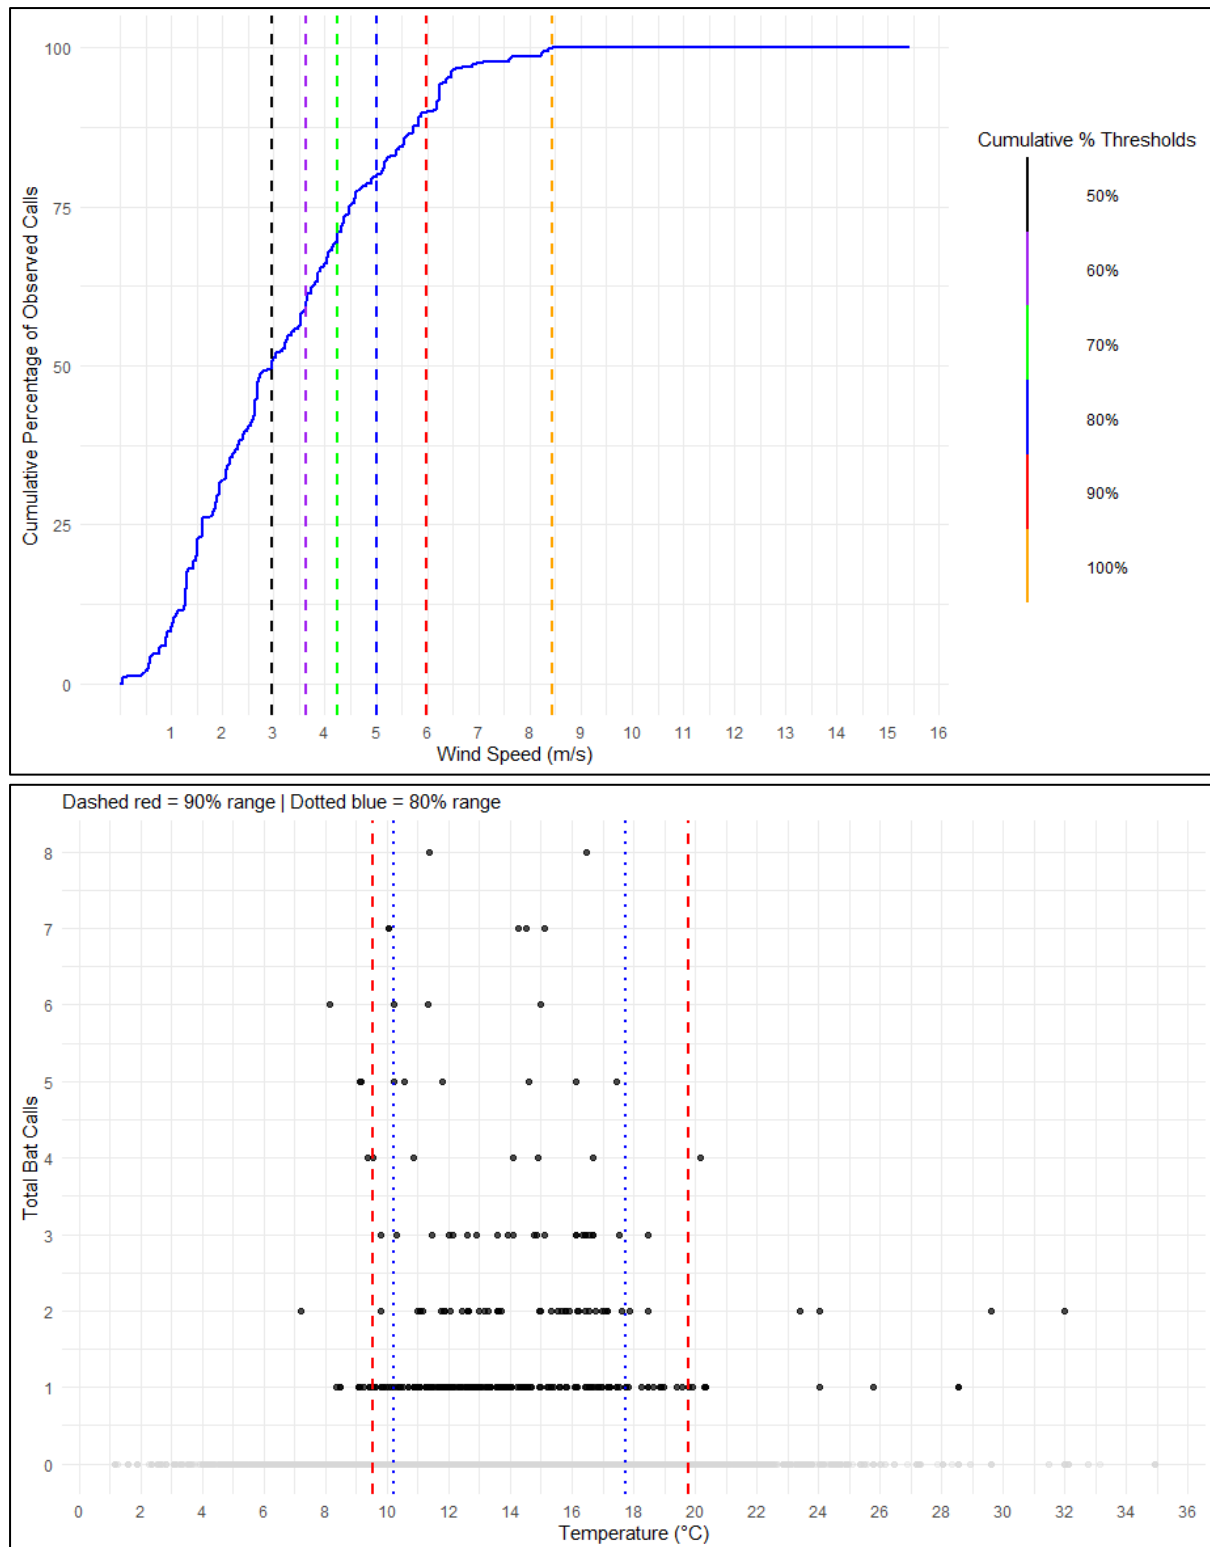 100
75
50
25
0
Cumulative Percentage of Observed Calls
1 2 3 4 5 6 7 8 9 10 11 12 13 14 15 16
Wind Speed (m/s)
Cumulative % Thresholds
50%
60%
70%
80%
90%
100%
Dashed red = 90% range | Dotted blue = 80% range
8
7
6
5
4
3
2
1
0
Total Bat Calls
0 2 4 6 8 10 12 14 16 18 20 22 24 26 28 30 32 34 36
Temperature (°C)